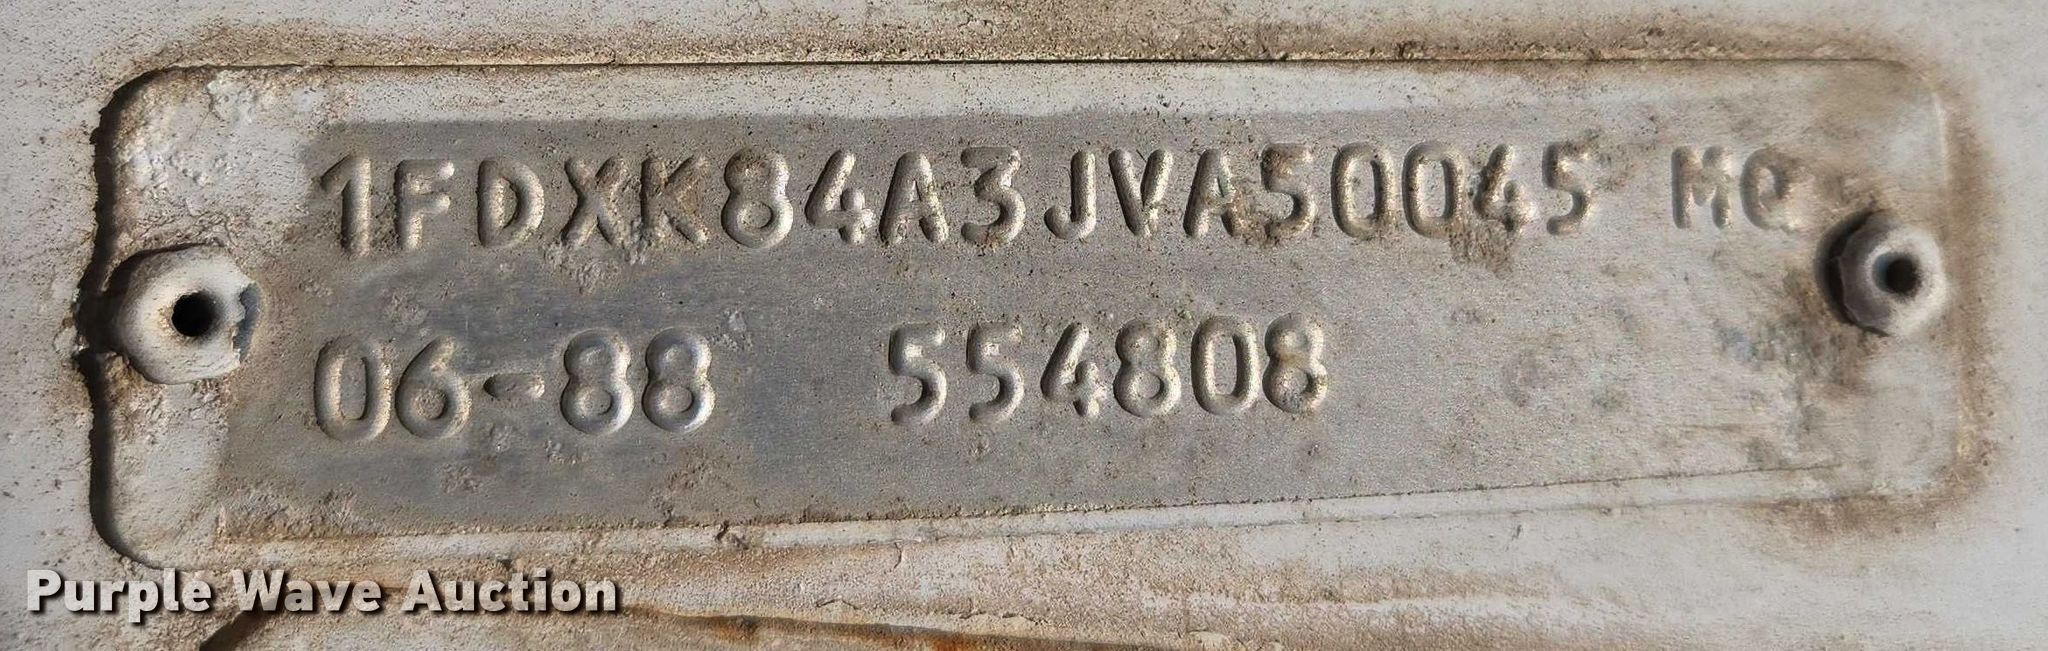 1FDXK84A3JVA50045 MQ
06-88 554808
Purple Wave Auction